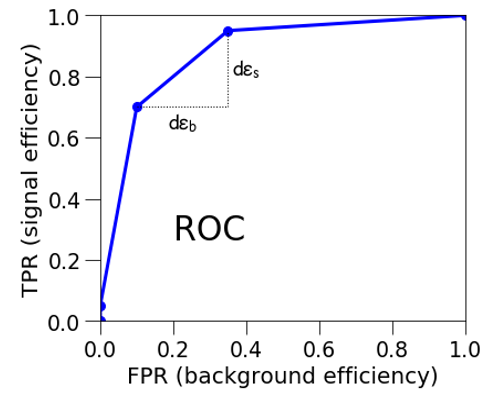 1.0
0.8
0.6
0.4
0.2
0.0
TPR (signal efficiency)
dεs
dεb
ROC
0.0 0.2 0.4 0.6 0.8 1.0
FPR (background efficiency)